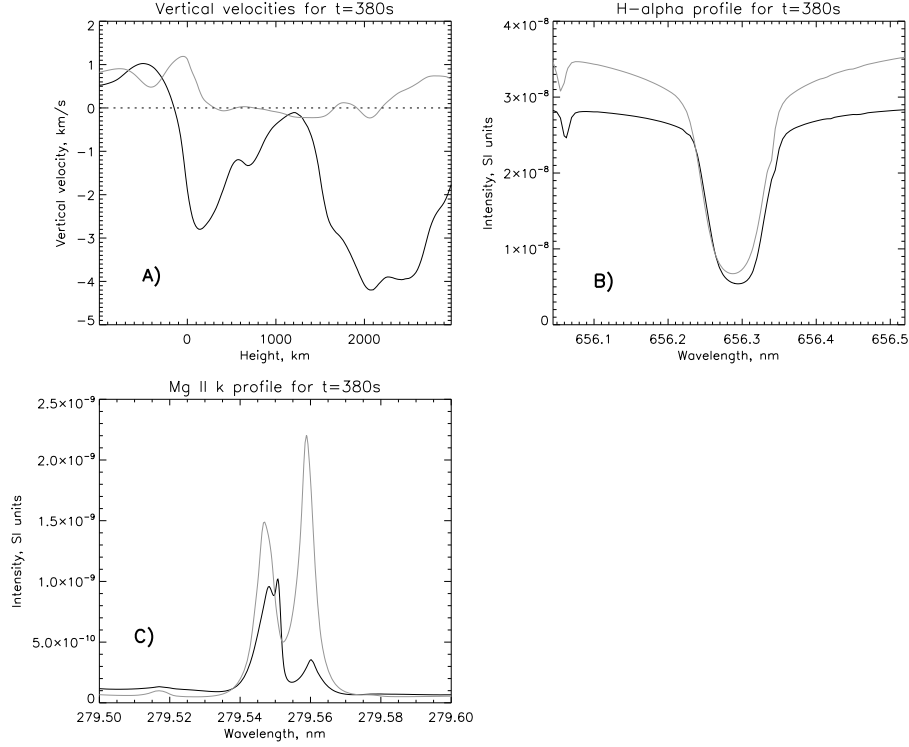 Vertical velocities for t=380s
2
1
0
−1
−2
−3
−4
−5
Vertical velocity, km/s
A)
0 1000 2000
Height, km
H-alpha profile for t=380s
4×10⁻⁸
3×10⁻⁸
2×10⁻⁸
1×10⁻⁸
0
Intensity, SI units
B)
656.1 656.2 656.3 656.4 656.5
Wavelength, nm
Mg II k profile for t=380s
2.5×10⁻⁹
2.0×10⁻⁹
1.5×10⁻⁹
1.0×10⁻⁹
5.0×10⁻¹⁰
0
Intensity, SI units
C)
279.50 279.52 279.54 279.56 279.58 279.60
Wavelength, nm